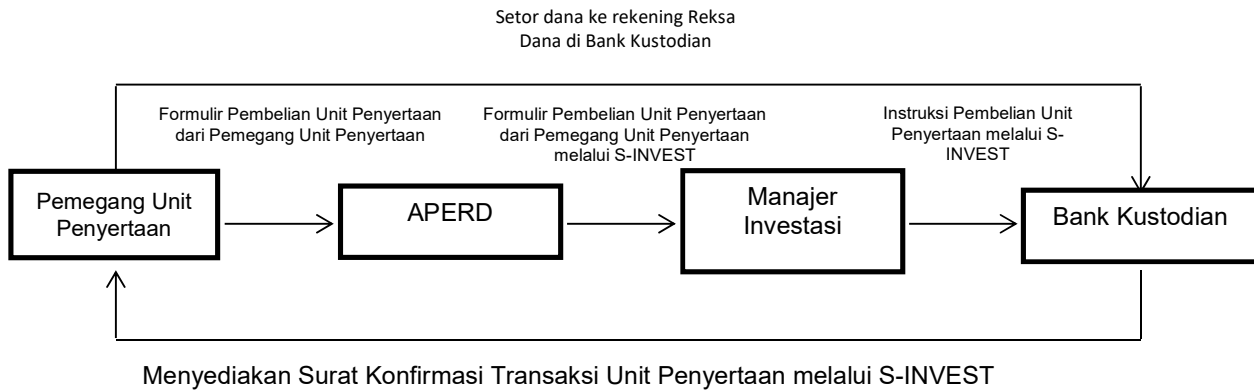 Setor dana ke rekening Reksa
Dana di Bank Kustodian
Formulir Pembelian Unit Penyertaan
dari Pemegang Unit Penyertaan
Formulir Pembelian Unit Penyertaan
dari Pemegang Unit Penyertaan
melalui S-INVEST
Instruksi Pembelian Unit
Penyertaan melalui S-
INVEST
Pemegang Unit
Penyertaan
APERD
Manajer
Investasi
Bank Kustodian
Menyediakan Surat Konfirmasi Transaksi Unit Penyertaan melalui S-INVEST